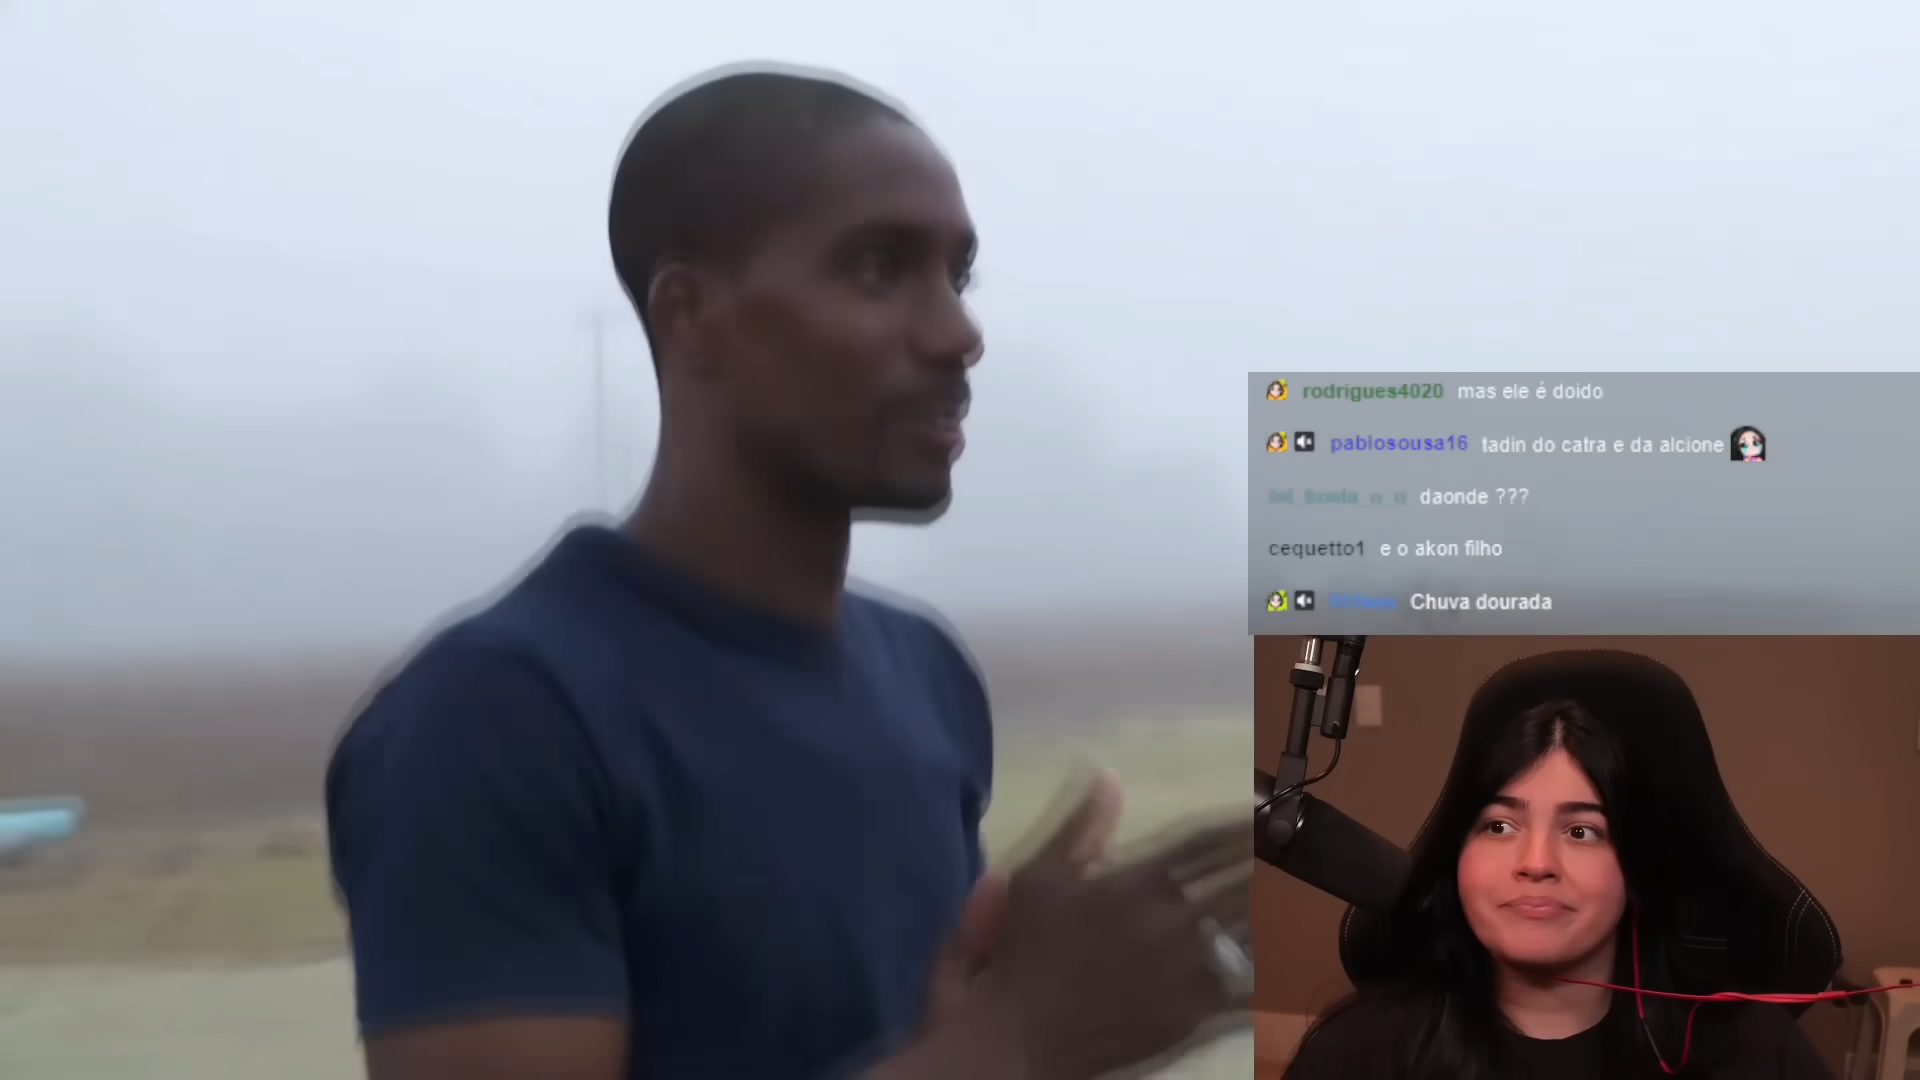 rodrigues4020 mas ele é doido
pablosousa16 tadin do catra e da alcione
daonde ???
cequetto1 e o akon filho
Chuva dourada